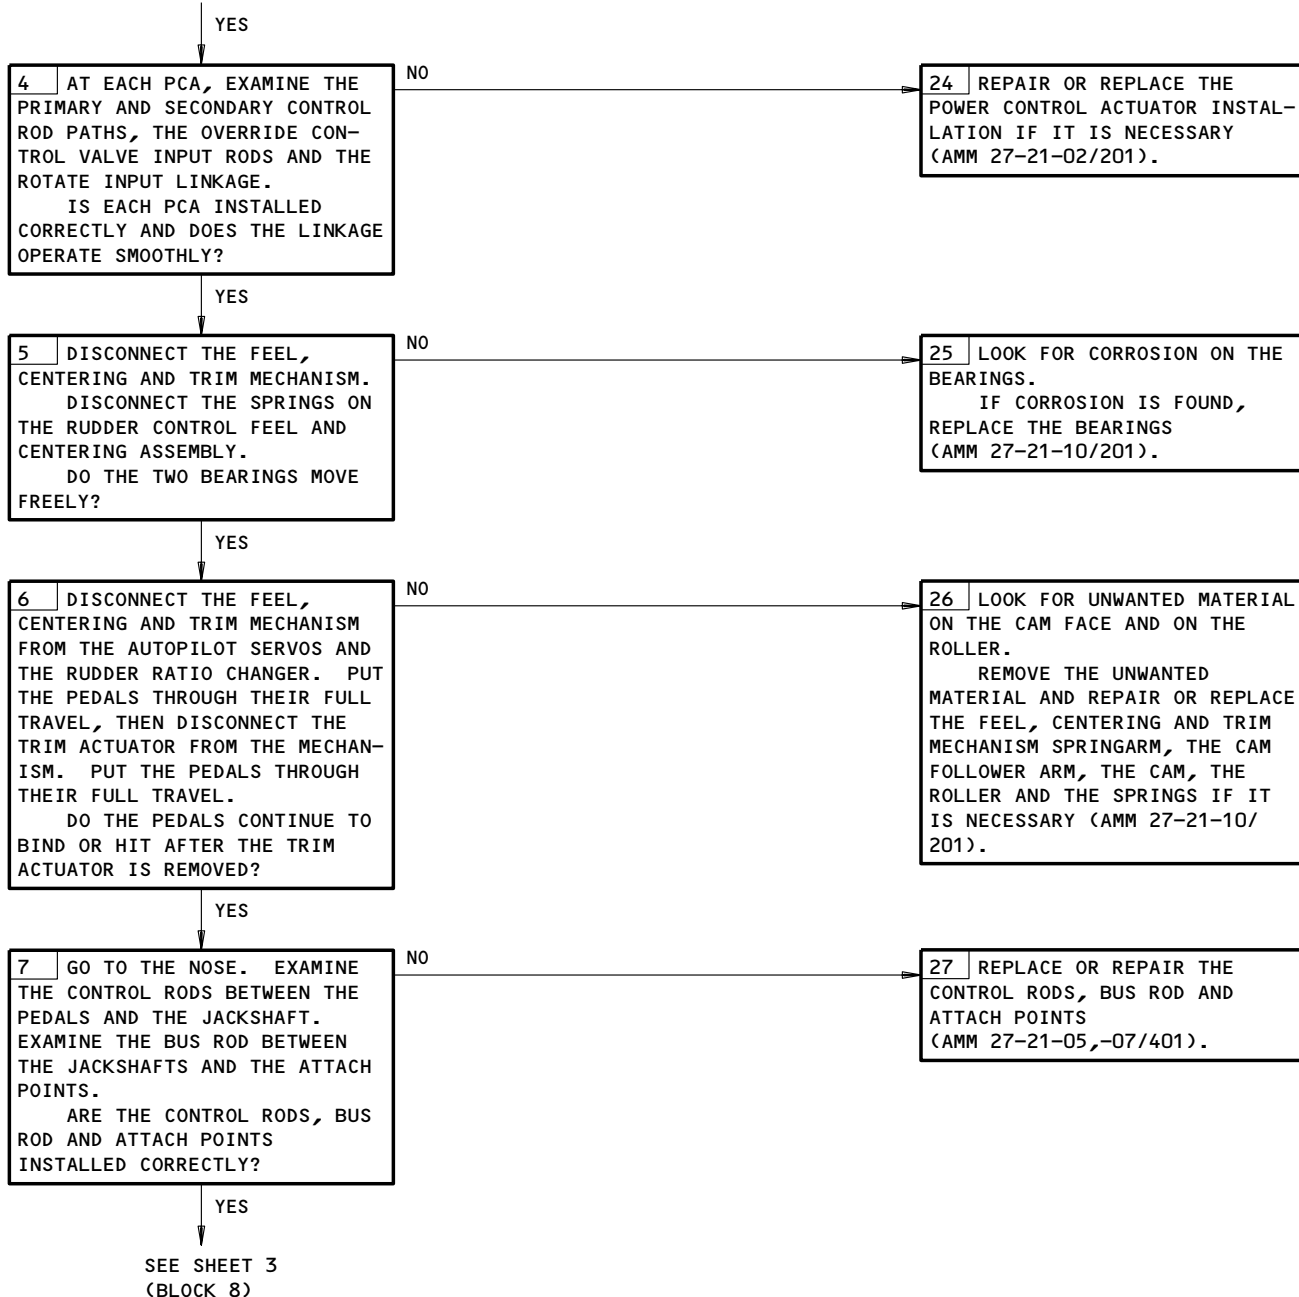 YES
4 AT EACH PCA, EXAMINE THE
PRIMARY AND SECONDARY CONTROL
ROD PATHS, THE OVERRIDE CON-
TROL VALVE INPUT RODS AND THE
ROTATE INPUT LINKAGE.
IS EACH PCA INSTALLED
CORRECTLY AND DOES THE LINKAGE
OPERATE SMOOTHLY?
NO
24 REPAIR OR REPLACE THE
POWER CONTROL ACTUATOR INSTAL-
LATION IF IT IS NECESSARY
(AMM 27-21-02/201).
YES
5 DISCONNECT THE FEEL,
CENTERING AND TRIM MECHANISM.
DISCONNECT THE SPRINGS ON
THE RUDDER CONTROL FEEL AND
CENTERING ASSEMBLY.
DO THE TWO BEARINGS MOVE
FREELY?
NO
25 LOOK FOR CORROSION ON THE
BEARINGS.
IF CORROSION IS FOUND,
REPLACE THE BEARINGS
(AMM 27-21-10/201).
YES
6 DISCONNECT THE FEEL,
CENTERING AND TRIM MECHANISM
FROM THE AUTOPILOT SERVOS AND
THE RUDDER RATIO CHANGER. PUT
THE PEDALS THROUGH THEIR FULL
TRAVEL, THEN DISCONNECT THE
TRIM ACTUATOR FROM THE MECHAN-
ISM. PUT THE PEDALS THROUGH
THEIR FULL TRAVEL.
DO THE PEDALS CONTINUE TO
BIND OR HIT AFTER THE TRIM
ACTUATOR IS REMOVED?
NO
26 LOOK FOR UNWANTED MATERIAL
ON THE CAM FACE AND ON THE
ROLLER.
REMOVE THE UNWANTED
MATERIAL AND REPAIR OR REPLACE
THE FEEL, CENTERING AND TRIM
MECHANISM SPRINGARM, THE CAM
FOLLOWER ARM, THE CAM, THE
ROLLER AND THE SPRINGS IF IT
IS NECESSARY (AMM 27-21-10/
201).
YES
7 GO TO THE NOSE. EXAMINE
THE CONTROL RODS BETWEEN THE
PEDALS AND THE JACKSHAFT.
EXAMINE THE BUS ROD BETWEEN
THE JACKSHAFTS AND THE ATTACH
POINTS.
ARE THE CONTROL RODS, BUS
ROD AND ATTACH POINTS
INSTALLED CORRECTLY?
NO
27 REPLACE OR REPAIR THE
CONTROL RODS, BUS ROD AND
ATTACH POINTS
(AMM 27-21-05,-07/401).
YES
SEE SHEET 3
(BLOCK 8)